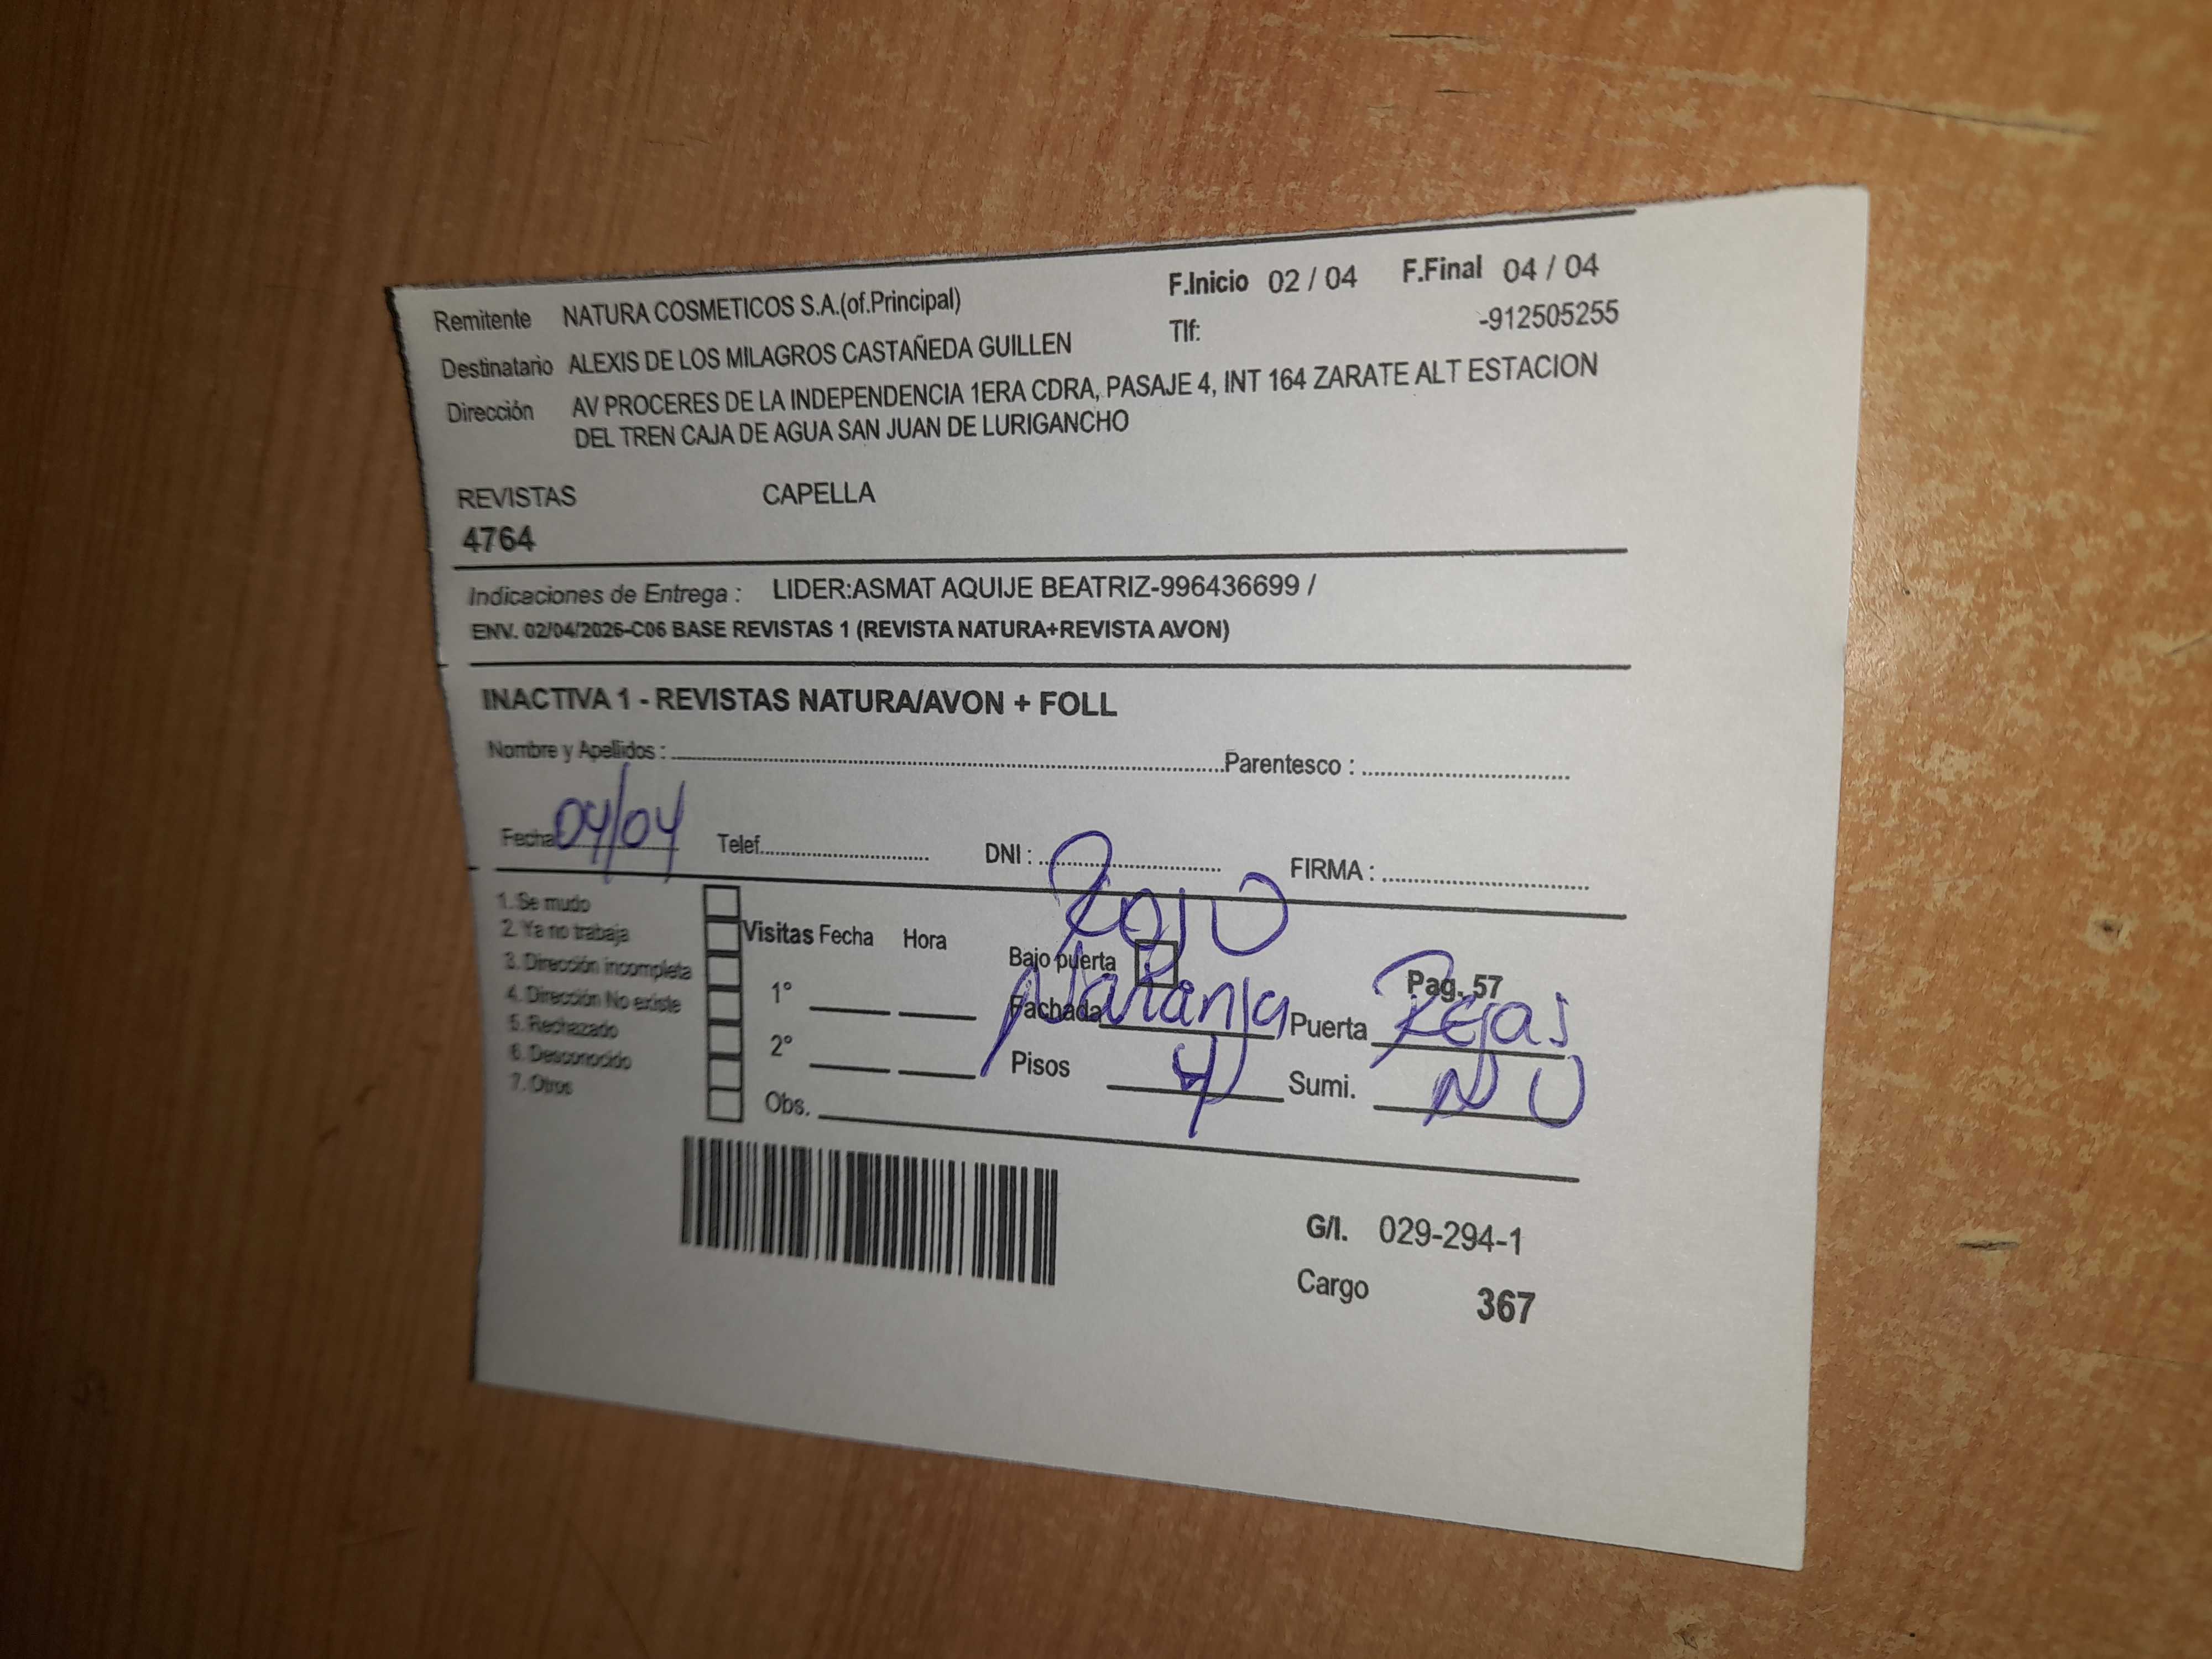 Remitente NATURA COSMETICOS S.A.(of.Principal) F.Inicio 02 / 04 F.Final 04 / 04
Destinatario ALEXIS DE LOS MILAGROS CASTAÑEDA GUILLEN Tlf: -912505255
Dirección AV PROCERES DE LA INDEPENDENCIA 1ERA CDRA, PASAJE 4, INT 164 ZARATE ALT ESTACION
DEL TREN CAJA DE AGUA SAN JUAN DE LURIGANCHO
REVISTAS CAPELLA
4764
Indicaciones de Entrega : LIDER:ASMAT AQUIJE BEATRIZ-996436699 /
ENV. 02/04/2026-C06 BASE REVISTAS 1 (REVISTA NATURA+REVISTA AVON)
INACTIVA 1 - REVISTAS NATURA/AVON + FOLL
Nombre y Apellidos : Parentesco :
Fecha 04/04 Telef. DNI : FIRMA :
Rojo
1. Se mudo
2. Ya no trabaja
3. Dirección incompleta
4. Dirección No existe
5. Rechazado
6. Desconocido
7. Otros
Visitas Fecha Hora
1°
2°
Obs.
Bajo puerta Pag. 57
Fachada Naranja Puerta Rejas
Pisos 4 Sumi. NO
G/I. 029-294-1
Cargo 367